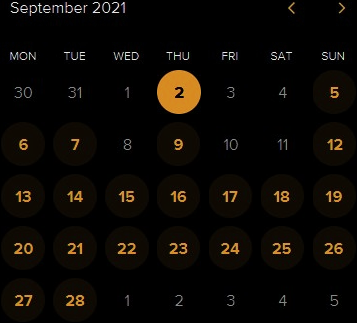 September 2021
MON TUE WED THU FRI SAT SUN
30 31 1 2 3 4 5
6 7 8 9 10 11 12
13 14 15 16 17 18 19
20 21 22 23 24 25 26
27 28 1 2 3 4 5